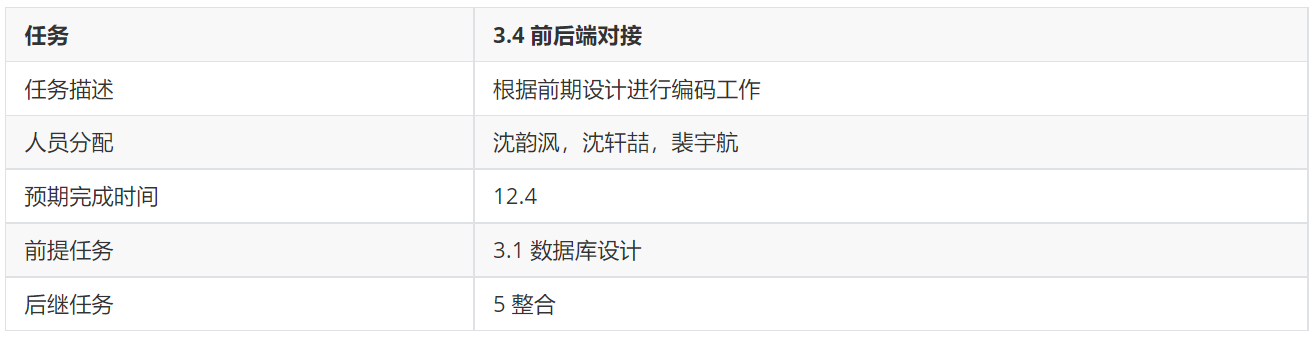 任务 3.4 前后端对接
任务描述 根据前期设计进行编码工作
人员分配 沈韵沨，沈轩喆，裴宇航
预期完成时间 12.4
前提任务 3.1 数据库设计
后继任务 5 整合